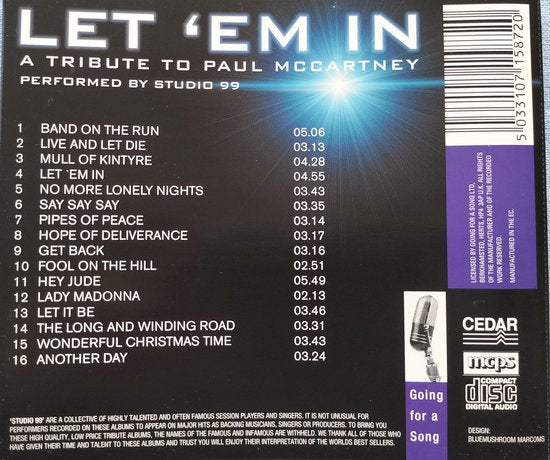 LET 'EM IN
A TRIBUTE TO PAUL MCCARTNEY
PERFORMED BY STUDIO 99
1 BAND ON THE RUN 05.06
2 LIVE AND LET DIE 03.13
3 MULL OF KINTYRE 04.28
4 LET 'EM IN 04.55
5 NO MORE LONELY NIGHTS 03.43
6 SAY SAY SAY 03.35
7 PIPES OF PEACE 03.14
8 HOPE OF DELIVERANCE 03.17
9 GET BACK 03.16
10 FOOL ON THE HILL 02.51
11 HEY JUDE 05.49
12 LADY MADONNA 02.13
13 LET IT BE 03.46
14 THE LONG AND WINDING ROAD 03.31
15 WONDERFUL CHRISTMAS TIME 03.43
16 ANOTHER DAY 03.24
'STUDIO 99' ARE A COLLECTIVE OF HIGHLY TALENTED AND OFTEN FAMOUS SESSION PLAYERS AND SINGERS. IT IS NOT UNUSUAL FOR
PERFORMERS RECORDED ON THESE ALBUMS TO APPEAR ON MAJOR HITS AS BACKING MUSICIANS, SINGERS OR PRODUCERS. TO BRING YOU
THESE HIGH QUALITY, LOW PRICE TRIBUTE ALBUMS, THE NAMES OF THE FAMOUS AND INFAMOUS ARE WITHHELD. WE THANK ALL OF THOSE WHO
HAVE GIVEN THEIR TIME AND TALENT TO THESE ALBUMS AND TRUST YOU WILL ENJOY THEIR INTERPRETATION OF THE WORLDS BEST SELLERS.
5 033107 158720
LICENSED BY GOING FOR A SONG LTD,
BERKHAMSTED, HERTS. HP4 3AP U.K. ALL RIGHTS
OF THE MANUFACTURER AND OF THE RECORDED
WORK RESERVED.
MANUFACTURED IN THE EC.
CEDAR
mcps
COMPACT
disc
DIGITAL AUDIO
Going
for a
Song
DESIGN:
BLUEMUSHROOM MARCOMS